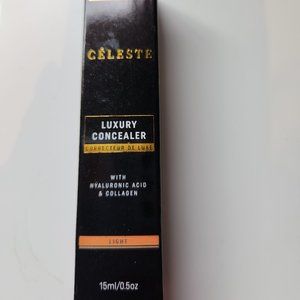 CÉLESTE
LUXURY
CONCEALER
CORRECTEUR DE LUXE
WITH
HYALURONIC ACID
& COLLAGEN
LIGHT
15ml/0.5oz